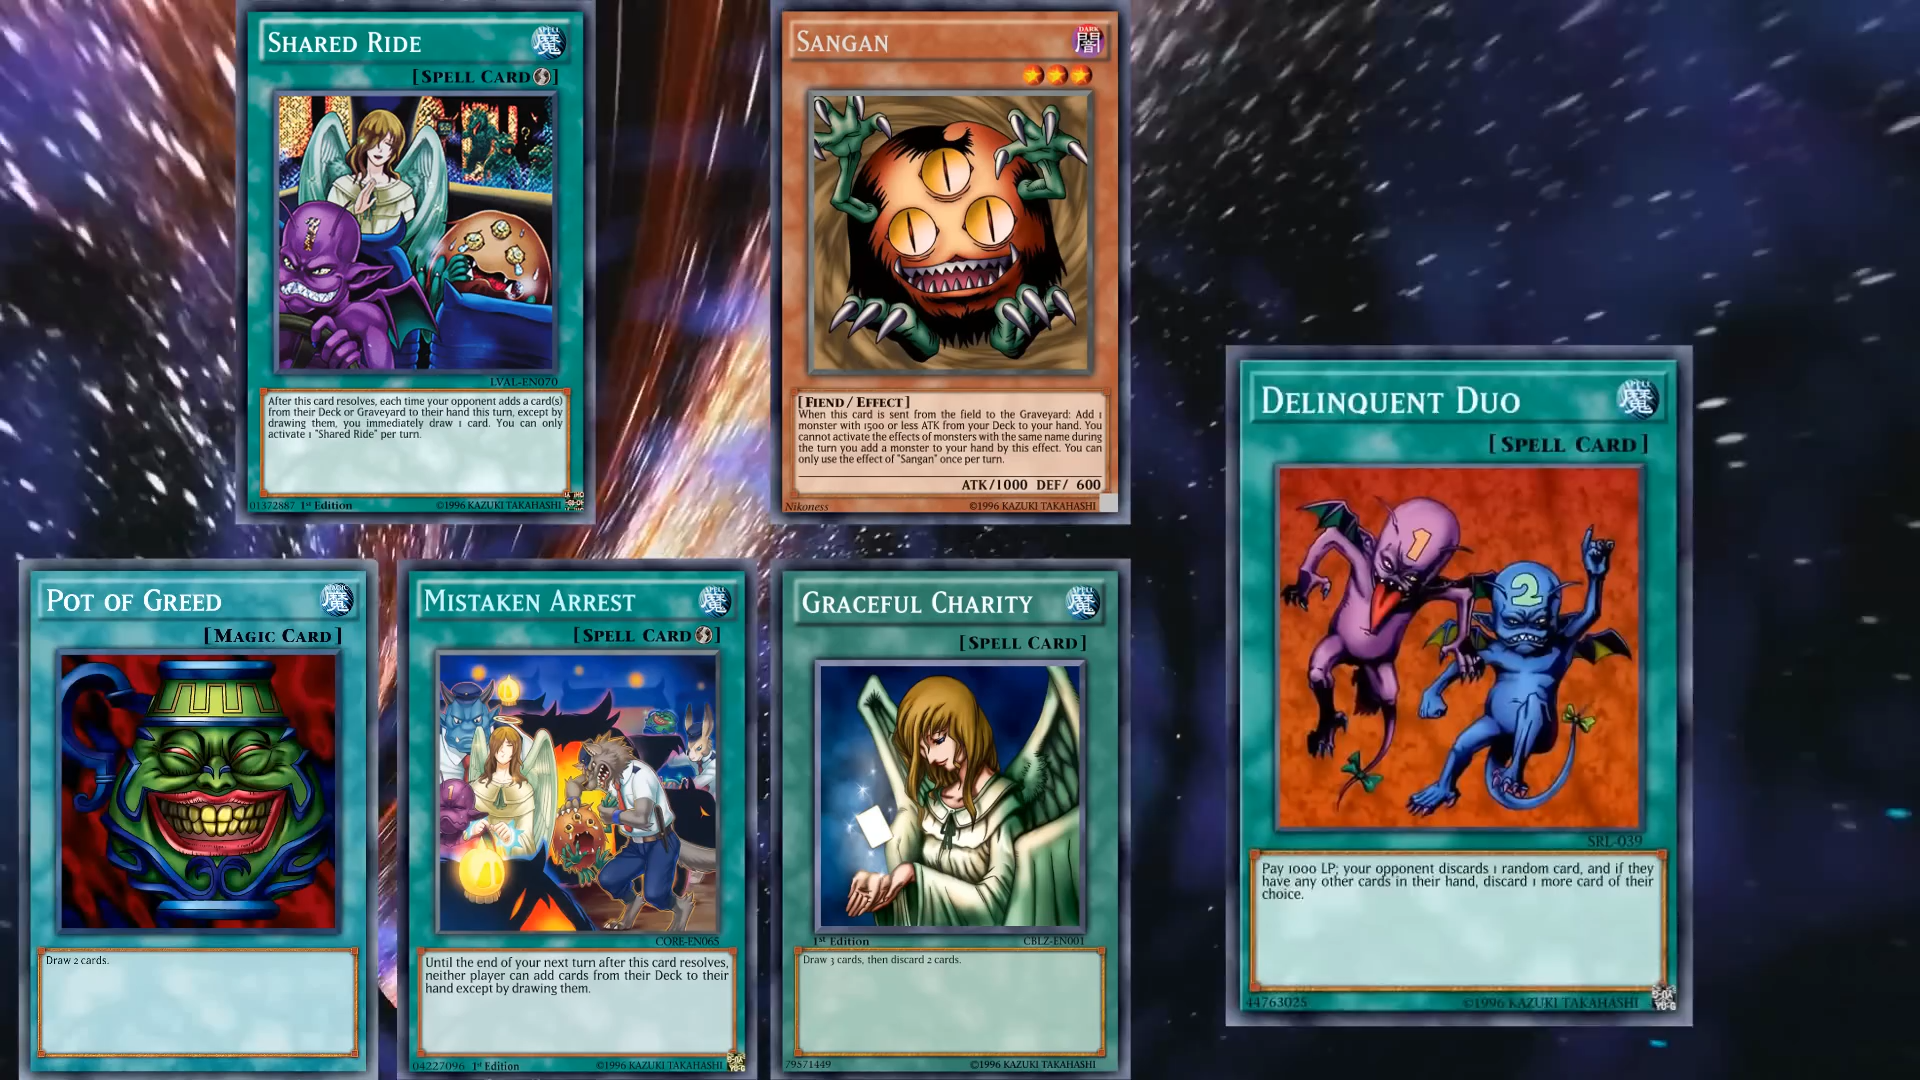 Shared Ride
[Spell Card]
LVAL-EN070
After this card resolves, each time your opponent adds a card(s)
from their Deck or Graveyard to their hand this turn, except by
drawing them, you immediately draw 1 card. You can only
activate 1 "Shared Ride" per turn.
01372887 1st Edition
©1996 KAZUKI TAKAHASHI
Sangan
DARK
闇
[Fiend/Effect]
When this card is sent from the field to the Graveyard: Add 1
monster with 1500 or less ATK from your Deck to your hand. You
cannot activate the effects of monsters with the same name during
the turn you add a monster to your hand by this effect. You can
only use the effect of "Sangan" once per turn.
ATK/1000 DEF/ 600
Nikoness
©1996 KAZUKI TAKAHASHI
Pot of Greed
魔
[Magic Card]
Draw 2 cards.
Mistaken Arrest
魔
[Spell Card]
1
CORE-EN065
Until the end of your next turn after this card resolves,
neither player can add cards from their Deck to their
hand except by drawing them.
04227096 1st Edition
©1996 KAZUKI TAKAHASHI
Graceful Charity
魔
[Spell Card]
1st Edition
CBLZ-EN001
Draw 3 cards, then discard 2 cards.
79571449
©1996 KAZUKI TAKAHASHI
Delinquent Duo
魔
[Spell Card]
1
2
SRL-039
Pay 1000 LP; your opponent discards 1 random card, and if they
have any other cards in their hand, discard 1 more card of their
choice.
44763025
©1996 KAZUKI TAKAHASHI